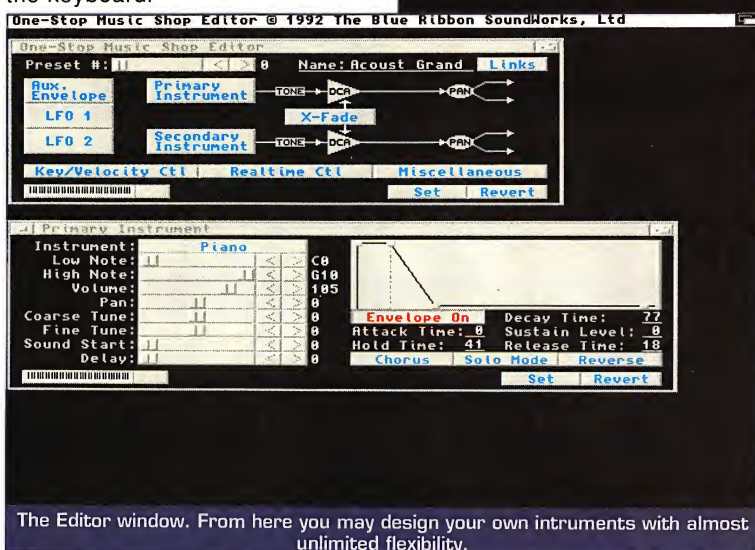 the keyboard.
One-Stop Music Shop Editor © 1992 The Blue Ribbon SoundWorks, Ltd
One-Stop Music Shop Editor
Preset #: < > 0 Name: Acoust Grand Links
Aux. Envelope Primary Instrument TONE DCA PAN
LFO 1 X-Fade
LFO 2 Secondary Instrument TONE DCA PAN
Key/Velocity Ctl Realtime Ctl Miscellaneous
Set Revert
Primary Instrument
Instrument: Piano
Low Note: < > C0
High Note: < > G10
Volume: < > 105
Pan: < > 0
Coarse Tune: < > 0
Fine Tune: < > 0
Sound Start: < > 0
Delay: < > 0
Envelope On Decay Time: 77
Attack Time: 0 Sustain Level: 0
Hold Time: 41 Release Time: 18
Chorus Solo Mode Reverse
Set Revert
The Editor window. From here you may design your own intruments with almost
unlimited flexibility.